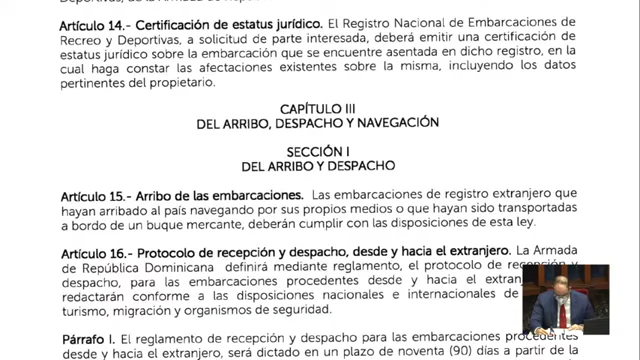 Artículo 14.- Certificación de estatus jurídico. El Registro Nacional de Embarcaciones de
Recreo y Deportivas, a solicitud de parte interesada, deberá emitir una certificación de
estatus jurídico sobre la embarcación que se encuentre asentada en dicho registro, en la
cual haga constar las afectaciones existentes sobre la misma, incluyendo los datos
pertinentes del propietario.
CAPÍTULO III
DEL ARRIBO, DESPACHO Y NAVEGACIÓN
SECCIÓN I
DEL ARRIBO Y DESPACHO
Artículo 15.- Arribo de las embarcaciones. Las embarcaciones de registro extranjero que
hayan arribado al país navegando por sus propios medios o que hayan sido transportadas
a bordo de un buque mercante, deberán cumplir con las disposiciones de esta ley.
Artículo 16.- Protocolo de recepción y despacho, desde y hacia el extranjero. La Armada
de República Dominicana definirá mediante reglamento, el protocolo de recepción y
despacho, para las embarcaciones procedentes desde y hacia el
redactarán conforme a las disposiciones nacionales e internacionales de
turismo, migración y organismos de seguridad.
Párrafo I. El reglamento de recepción y despacho para las embarcaciones procedentes
desde y hacia el extranjero, será dictado en un plazo de noventa (90) días a partir de la